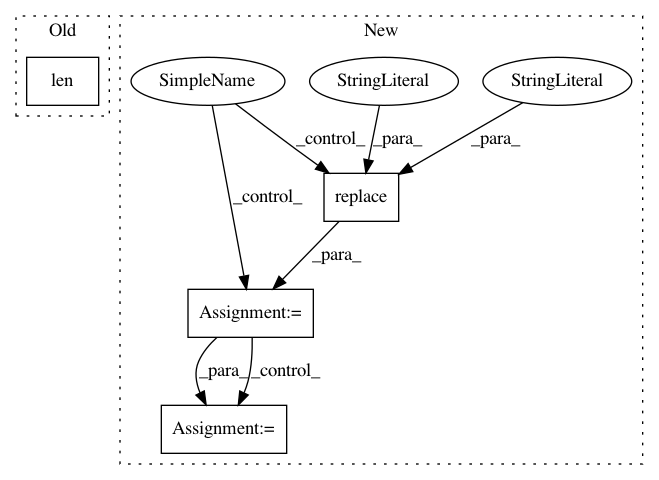 Old
New
len
SimpleName
StringLiteral
StringLiteral
_control_
_para_
_para_
_control_
replace
_para_
Assignment:=
_para_
_control_
Assignment:=